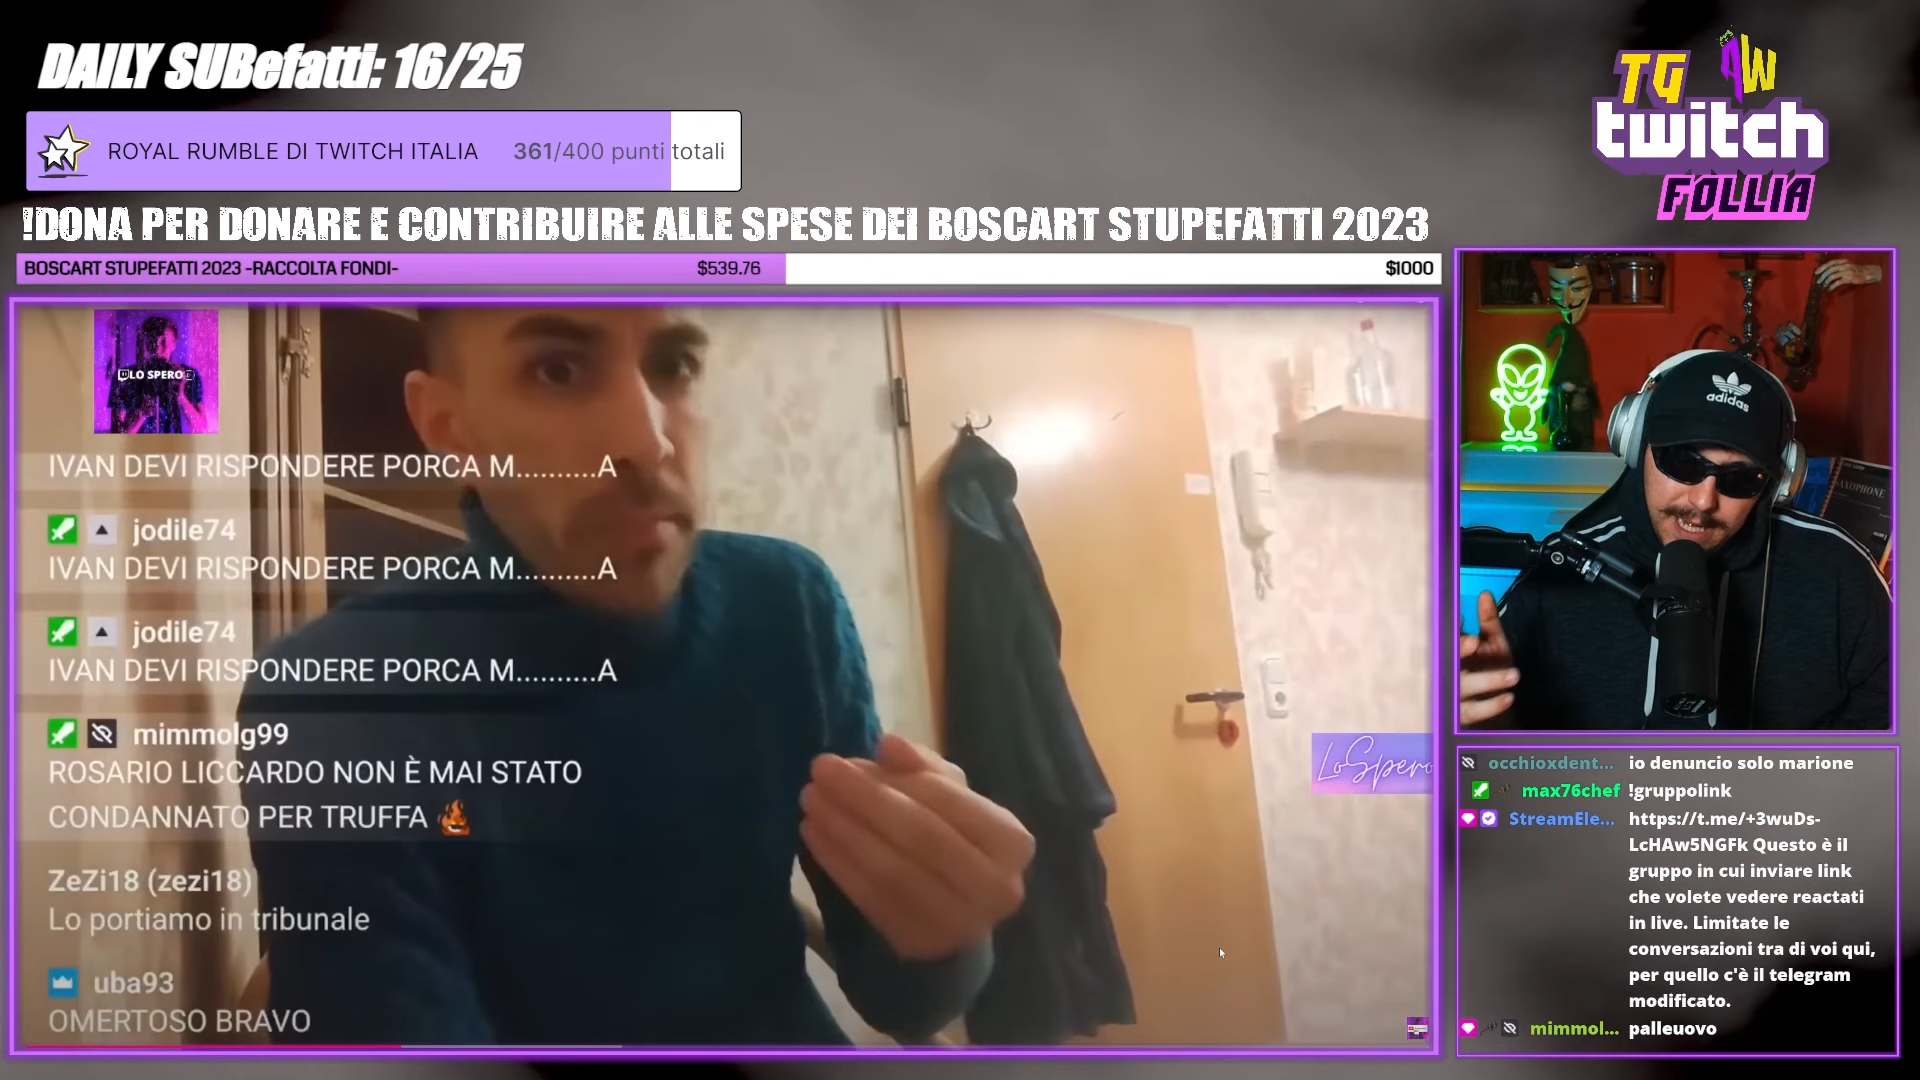 DAILY SUBefatti: 16/25
ROYAL RUMBLE DI TWITCH ITALIA 361/400 punti totali
!DONA PER DONARE E CONTRIBUIRE ALLE SPESE DEI BOSCART STUPEFATTI 2023
BOSCART STUPEFATTI 2023 -RACCOLTA FONDI- $539.76 $1000
TG AW
twitch
FOLLIA
LO SPERO
IVAN DEVI RISPONDERE PORCA M..........A
jodile74
IVAN DEVI RISPONDERE PORCA M..........A
jodile74
IVAN DEVI RISPONDERE PORCA M..........A
mimmolg99
ROSARIO LICCARDO NON È MAI STATO
CONDANNATO PER TRUFFA
ZeZi18 (zezi18)
Lo portiamo in tribunale
uba93
OMERTOSO BRAVO
LoSpero
adidas
occhioxdent... io denuncio solo marione
max76chef !gruppolink
StreamEle... https://t.me/+3wuDs-
LcHAw5NGFk Questo è il
gruppo in cui inviare link
che volete vedere reactati
in live. Limitate le
conversazioni tra di voi qui,
per quello c'è il telegram
modificato.
mimmol... palleuovo